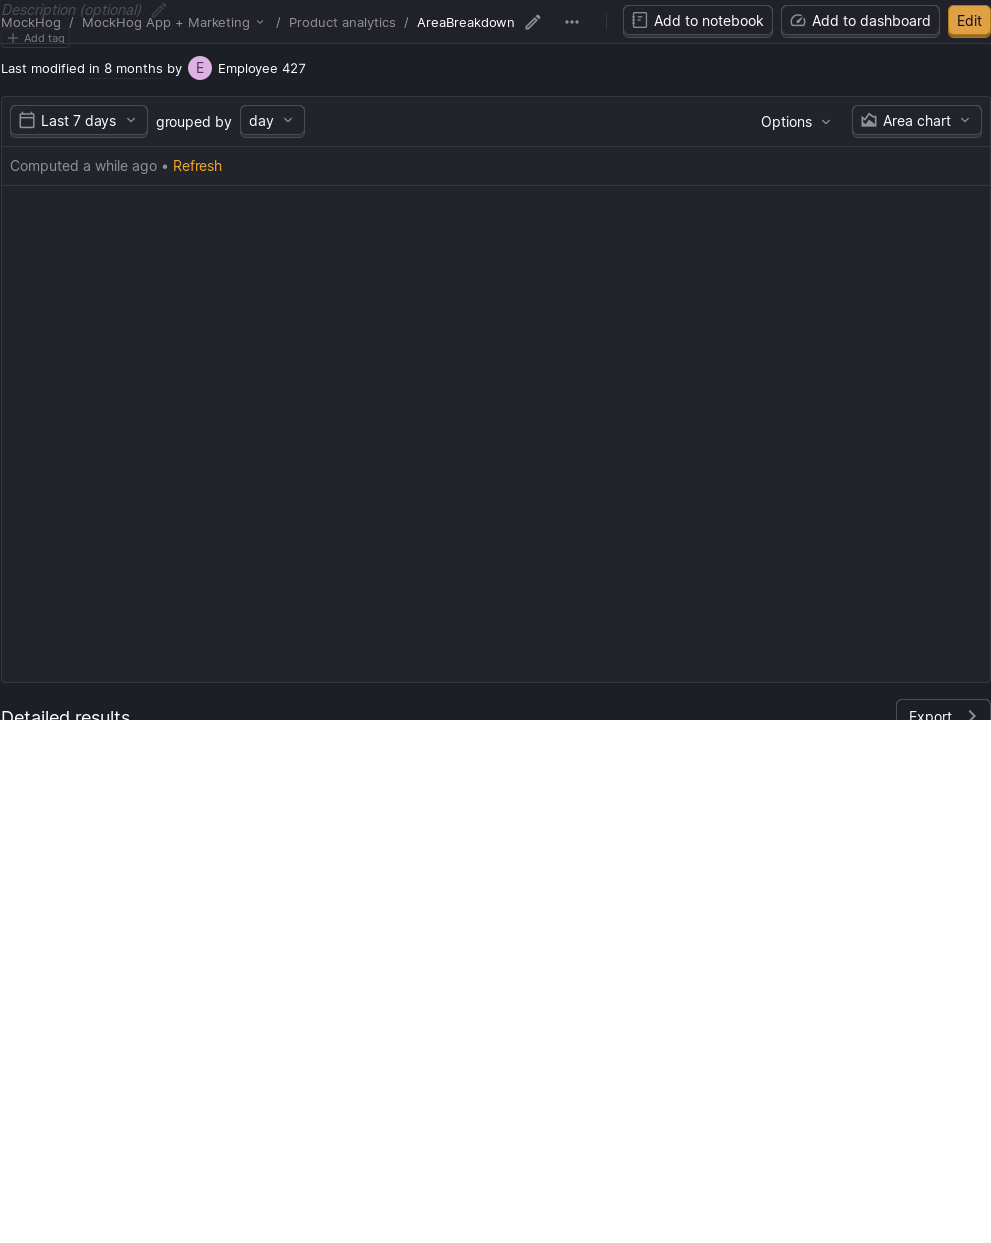 Description (optional)
MockHog / MockHog App + Marketing / Product analytics / AreaBreakdown
Add to notebook
Add to dashboard
Edit
Add tag
Last modified in 8 months by E Employee 427
Last 7 days grouped by day
Options
Area chart
Computed a while ago • Refresh
Detailed results
Export